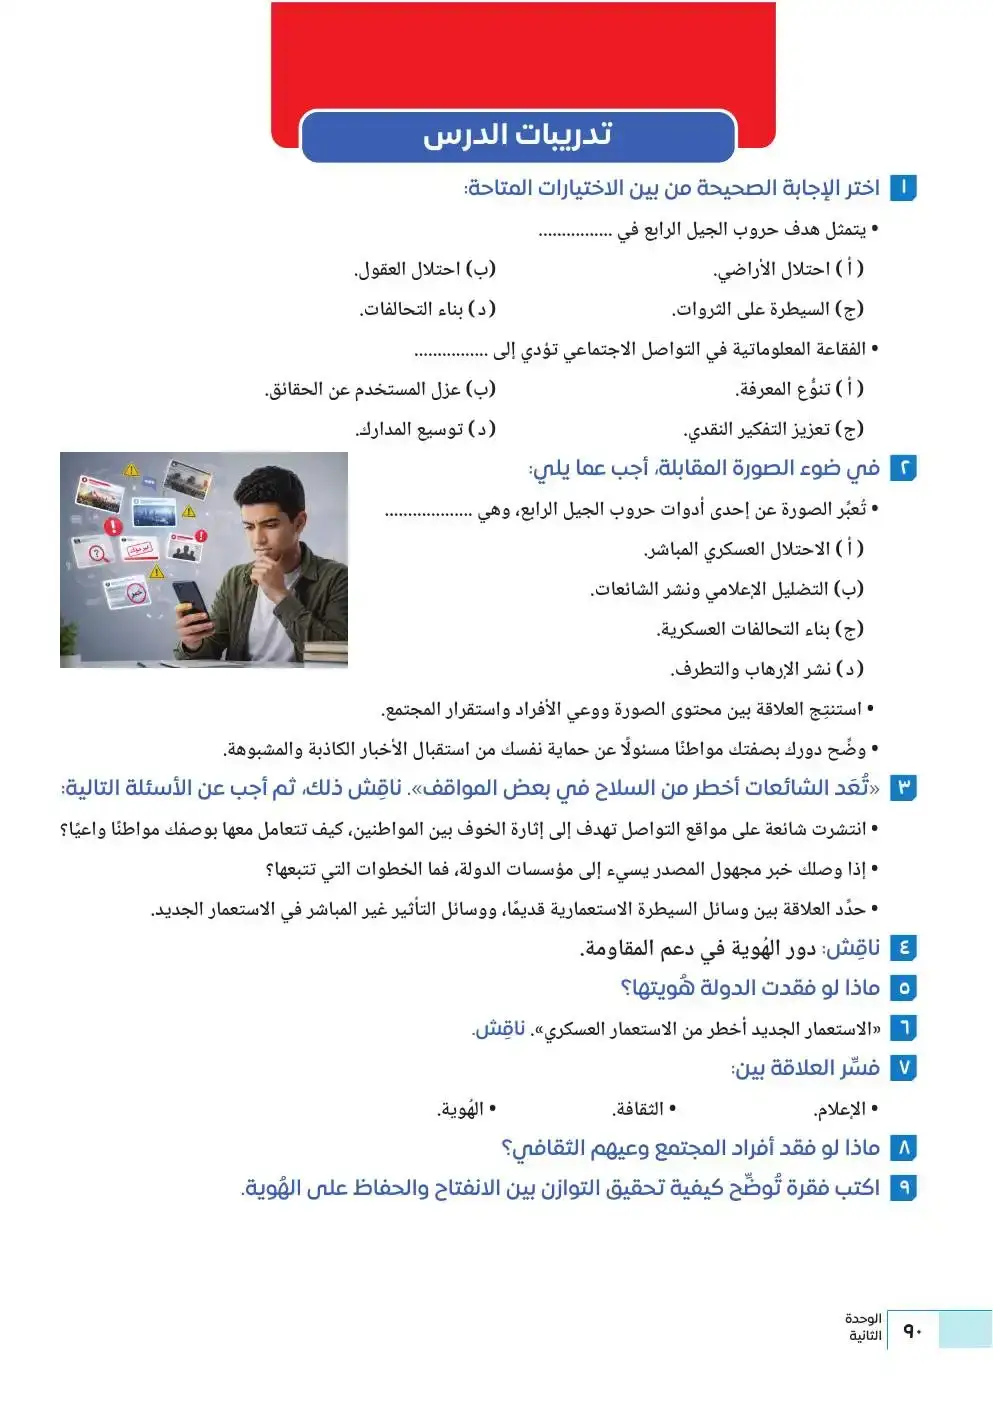 تدريبات الدرس
١ اختر الإجابة الصحيحة من بين الاختيارات المتاحة:
• يتمثل هدف حروب الجيل الرابع في ................
( أ ) احتلال الأراضي. (ب) احتلال العقول.
(ج) السيطرة على الثروات. ( د ) بناء التحالفات.
• الفقاعة المعلوماتية في التواصل الاجتماعي تؤدي إلى ................
( أ ) تنوُّع المعرفة. (ب) عزل المستخدم عن الحقائق.
(ج) تعزيز التفكير النقدي. ( د ) توسيع المدارك.
٢ في ضوء الصورة المقابلة، أجب عما يلي:
• تُعبِّر الصورة عن إحدى أدوات حروب الجيل الرابع، وهي ...................
( أ ) الاحتلال العسكري المباشر.
(ب) التضليل الإعلامي ونشر الشائعات.
(ج) بناء التحالفات العسكرية.
( د ) نشر الإرهاب والتطرف.
• استنتِج العلاقة بين محتوى الصورة ووعي الأفراد واستقرار المجتمع.
• وضِّح دورك بصفتك مواطنًا مسئولًا عن حماية نفسك من استقبال الأخبار الكاذبة والمشبوهة.
٣ «تُعَد الشائعات أخطر من السلاح في بعض المواقف». ناقِش ذلك، ثم أجب عن الأسئلة التالية:
• انتشرت شائعة على مواقع التواصل تهدف إلى إثارة الخوف بين المواطنين، كيف تتعامل معها بوصفك مواطنًا واعيًا؟
• إذا وصلك خبر مجهول المصدر يسيء إلى مؤسسات الدولة، فما الخطوات التي تتبعها؟
• حدِّد العلاقة بين وسائل السيطرة الاستعمارية قديمًا، ووسائل التأثير غير المباشر في الاستعمار الجديد.
٤ ناقِش: دور الهُوية في دعم المقاومة.
٥ ماذا لو فقدت الدولة هُويتها؟
٦ «الاستعمار الجديد أخطر من الاستعمار العسكري». ناقِش.
٧ فسِّر العلاقة بين:
• الإعلام. • الثقافة. • الهُوية.
٨ ماذا لو فقد أفراد المجتمع وعيهم الثقافي؟
٩ اكتب فقرة تُوضِّح كيفية تحقيق التوازن بين الانفتاح والحفاظ على الهُوية.
الوحدة
الثانية
٩٠